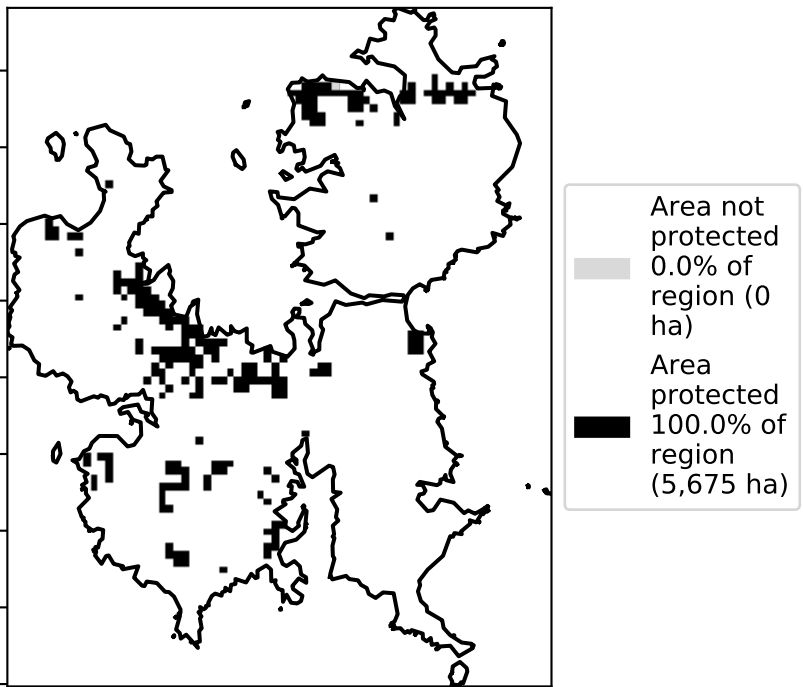 Area not
protected
0.0% of
region (0
ha)
Area
protected
100.0% of
region
(5,675 ha)